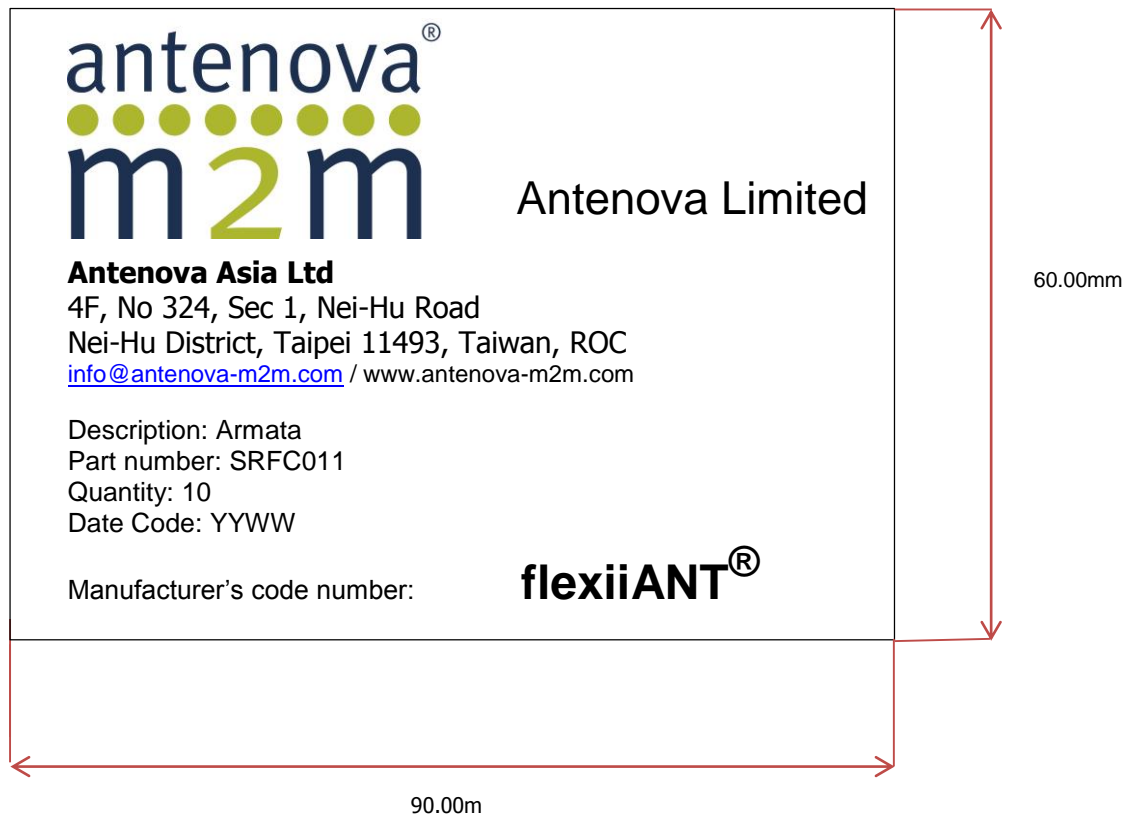 antenova®
m2m
Antenova Limited
Antenova Asia Ltd
4F, No 324, Sec 1, Nei-Hu Road
Nei-Hu District, Taipei 11493, Taiwan, ROC
info@antenova-m2m.com / www.antenova-m2m.com
Description: Armata
Part number: SRFC011
Quantity: 10
Date Code: YYWW
Manufacturer’s code number: flexiiANT®
60.00mm
90.00m